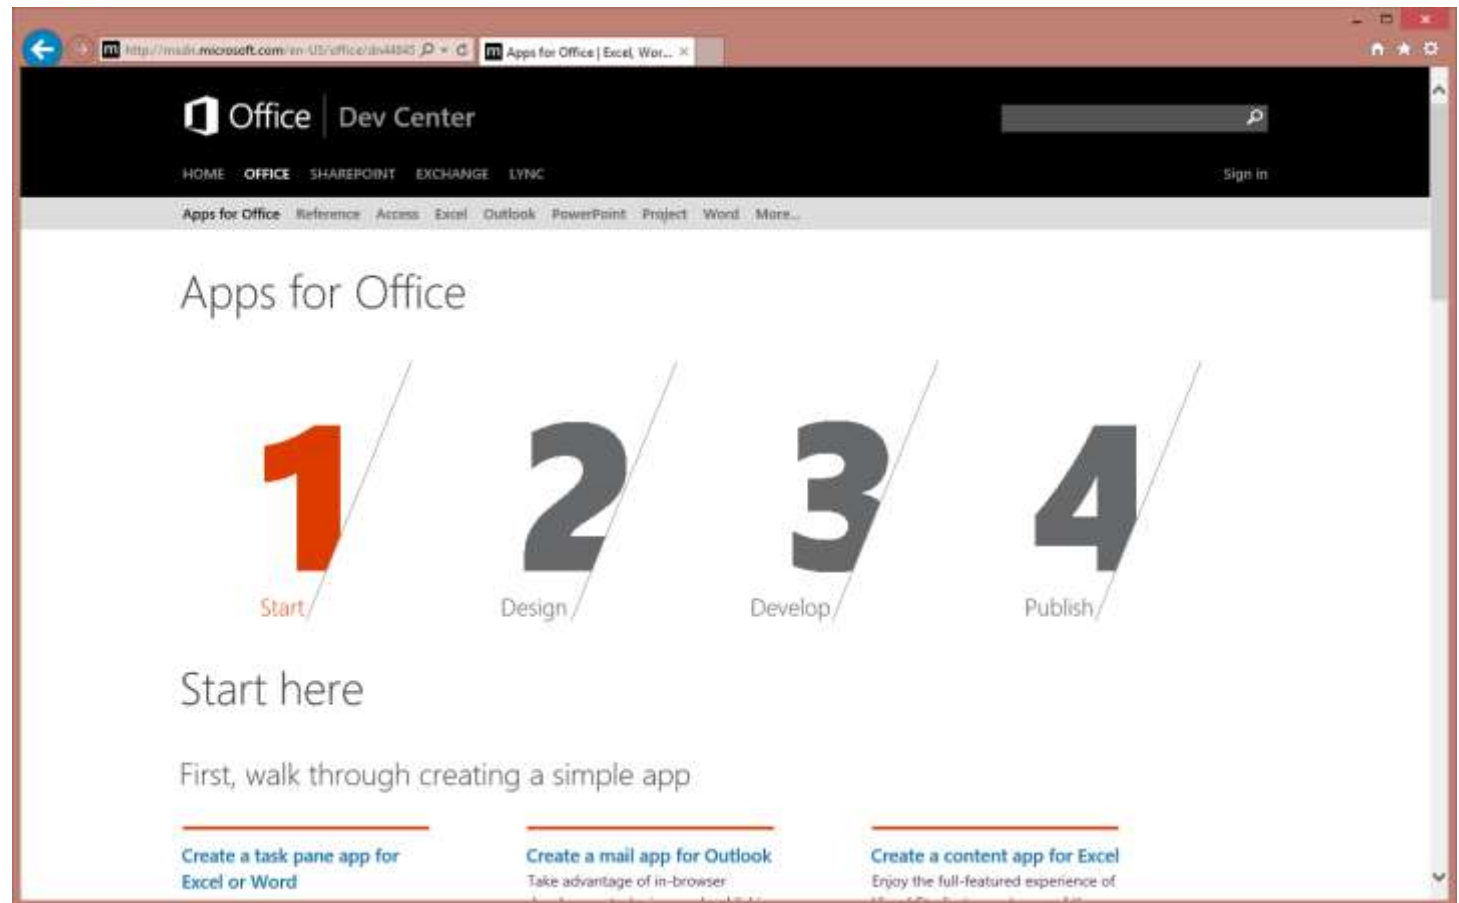 microsoft.com
Apps for Office | Excel, Wor...
Office | Dev Center
HOME OFFICE SHAREPOINT EXCHANGE LYNC
Sign in
Apps for Office Reference Access Excel Outlook PowerPoint Project Word More...
Apps for Office
1 2 3 4
Start Design Develop Publish
Start here
First, walk through creating a simple app
Create a task pane app for
Excel or Word
Create a mail app for Outlook
Take advantage of in-browser
Create a content app for Excel
Enjoy the full-featured experience of